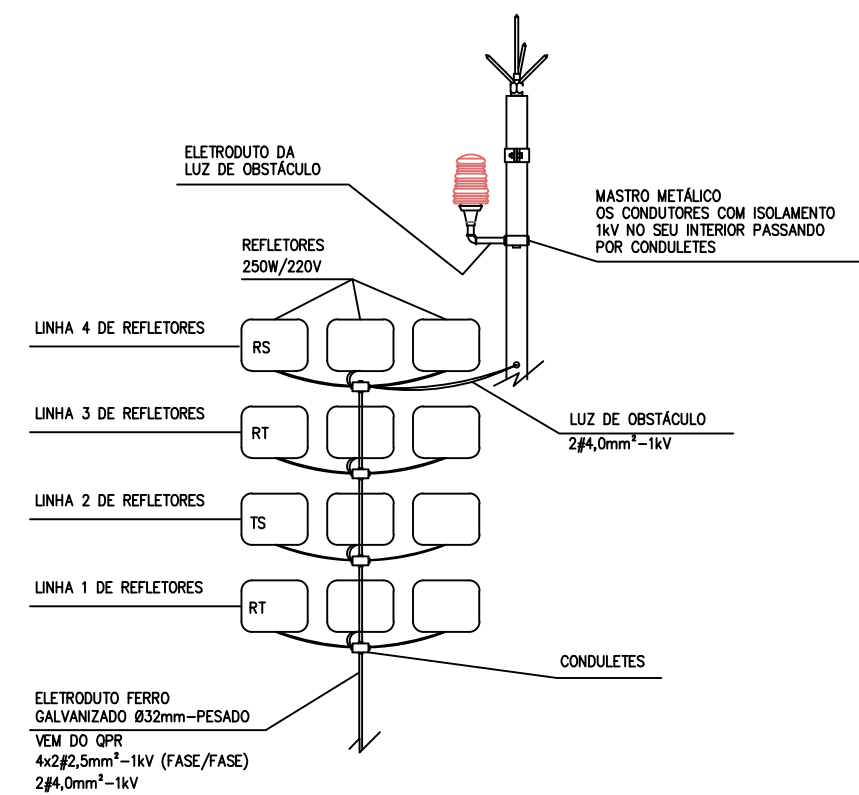 ELETRODUTO DA
LUZ DE OBSTÁCULO
MASTRO METÁLICO
OS CONDUTORES COM ISOLAMENTO
1kV NO SEU INTERIOR PASSANDO
POR CONDULETES
REFLETORES
250W/220V
LINHA 4 DE REFLETORES
RS
LINHA 3 DE REFLETORES
RT
LUZ DE OBSTÁCULO
2#4,0mm²-1kV
LINHA 2 DE REFLETORES
TS
LINHA 1 DE REFLETORES
RT
CONDULETES
ELETRODUTO FERRO
GALVANIZADO Ø32mm-PESADO
VEM DO QPR
4x2#2,5mm²-1kV (FASE/FASE)
2#4,0mm²-1kV